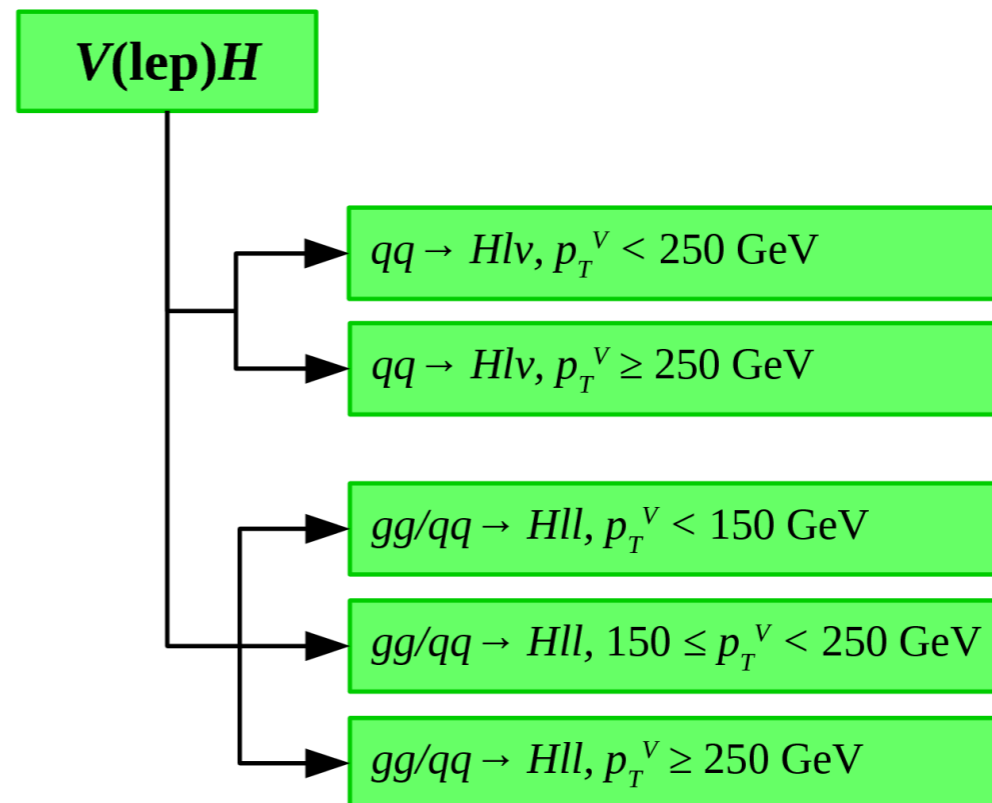 V(lep)H
qq → Hlν, p_T^V < 250 GeV
qq → Hlν, p_T^V ≥ 250 GeV
gg/qq → Hll, p_T^V < 150 GeV
gg/qq → Hll, 150 ≤ p_T^V < 250 GeV
gg/qq → Hll, p_T^V ≥ 250 GeV